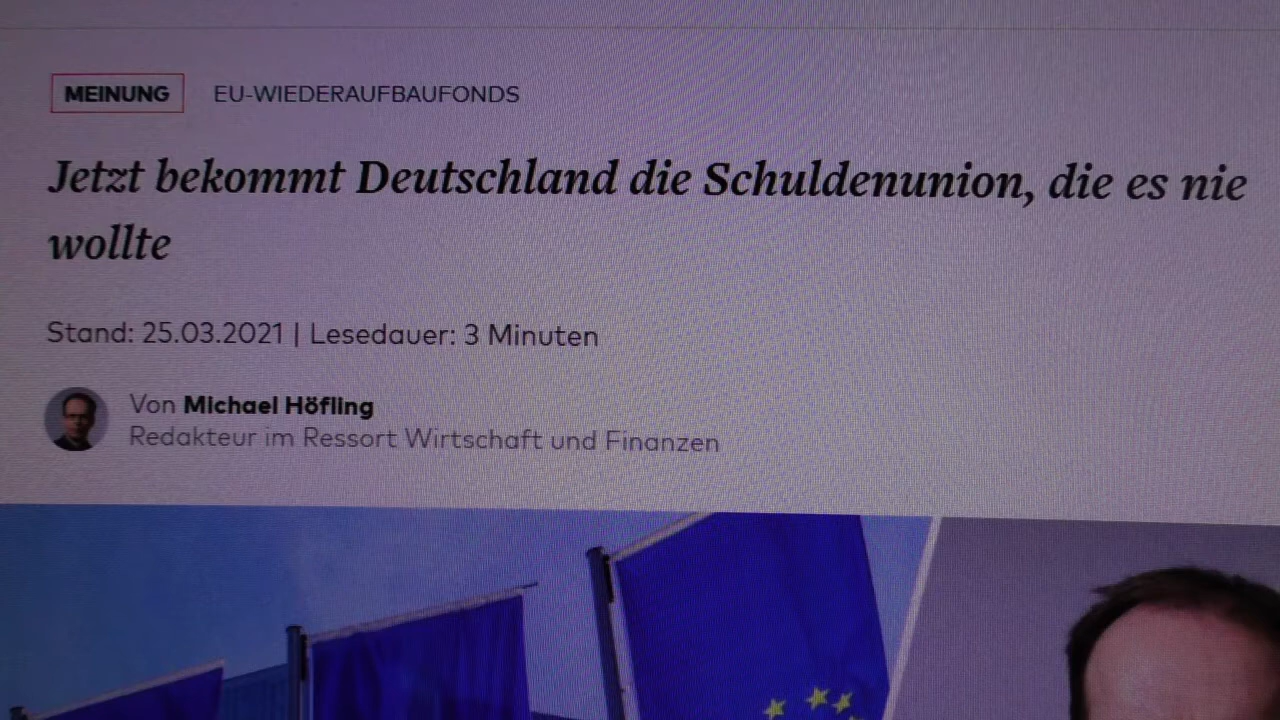 MEINUNG EU-WIEDERAUFBAUFONDS
Jetzt bekommt Deutschland die Schuldenunion, die es nie
wollte
Stand: 25.03.2021 | Lesedauer: 3 Minuten
Von Michael Höfling
Redakteur im Ressort Wirtschaft und Finanzen